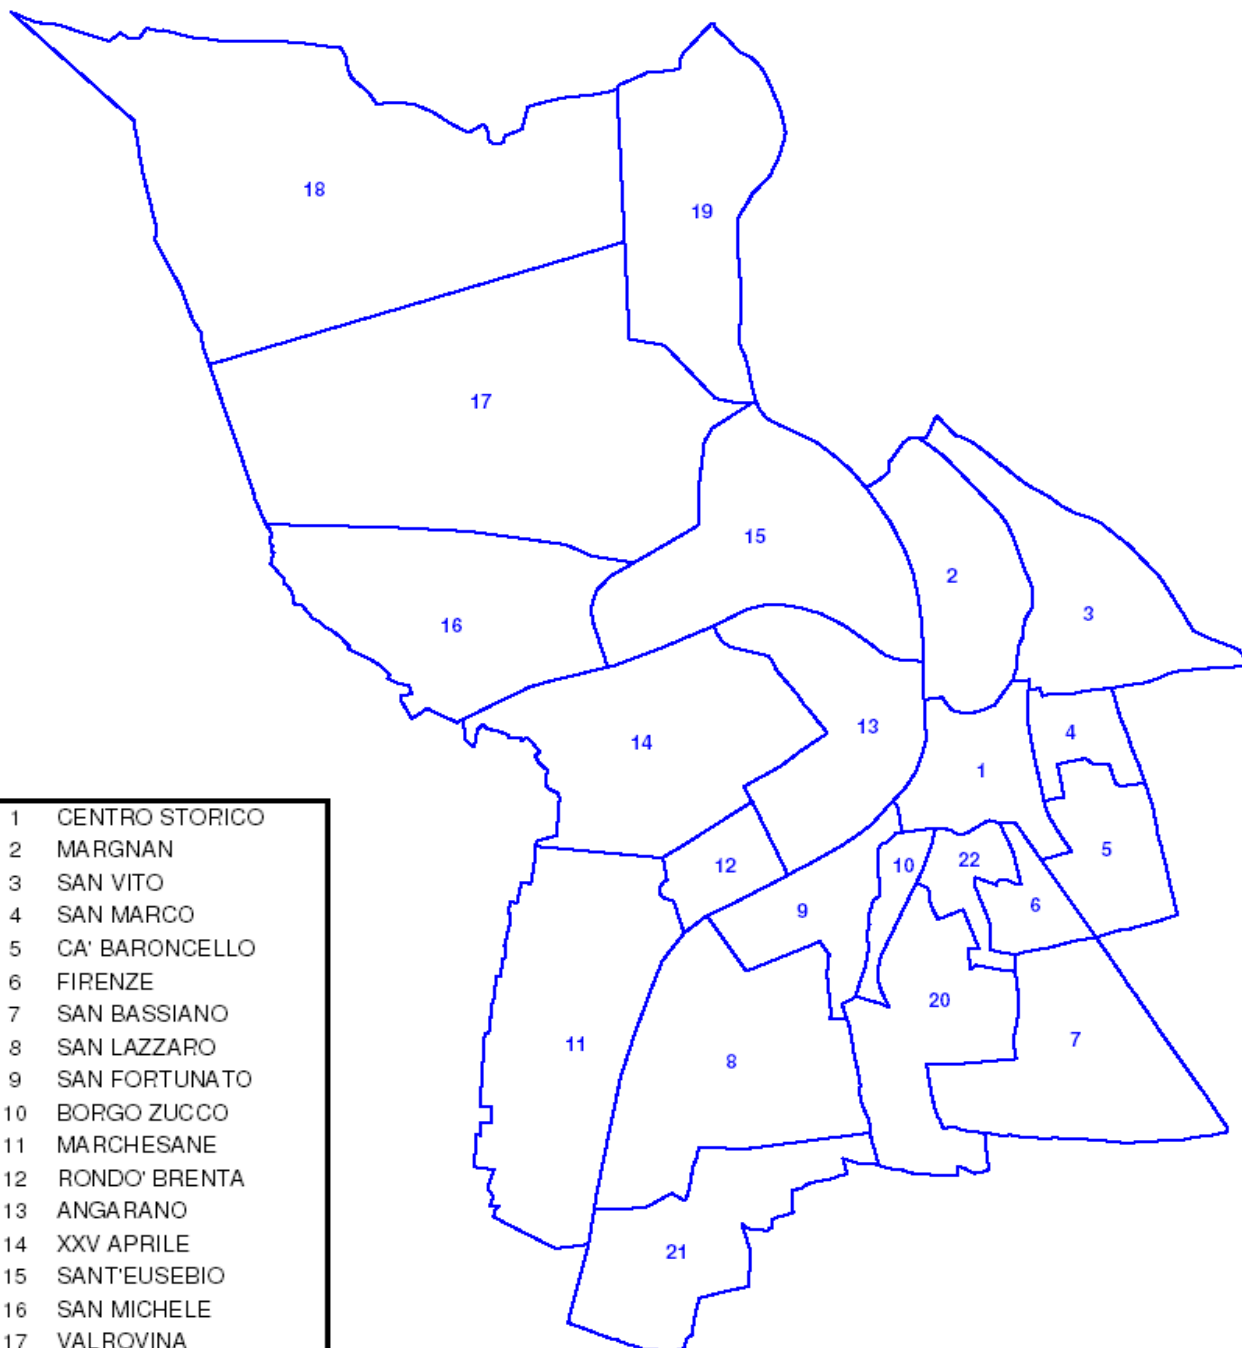 18
19
17
15
2
3
16
13
4
14
1
5
10
22
12
6
9
20
7
11
8
21
1 CENTRO STORICO
2 MARGNAN
3 SAN VITO
4 SAN MARCO
5 CA' BARONCELLO
6 FIRENZE
7 SAN BASSIANO
8 SAN LAZZARO
9 SAN FORTUNATO
10 BORGO ZUCCO
11 MARCHESANE
12 RONDO' BRENTA
13 ANGARANO
14 XXV APRILE
15 SANT'EUSEBIO
16 SAN MICHELE
17 VALROVINA